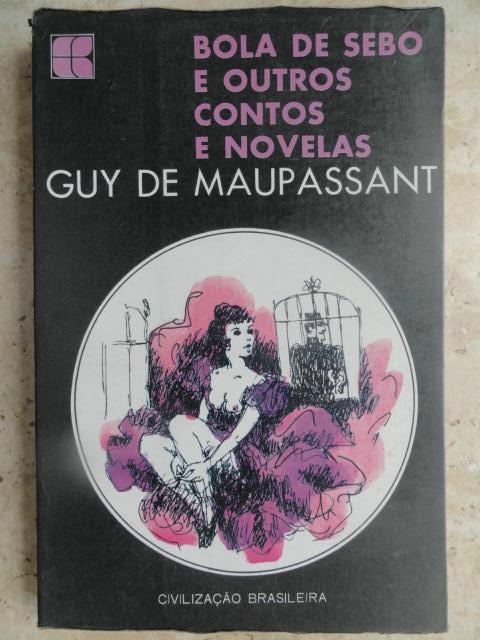 BOLA DE SEBO
E OUTROS
CONTOS
E NOVELAS
GUY DE MAUPASSANT
CIVILIZAÇÃO BRASILEIRA